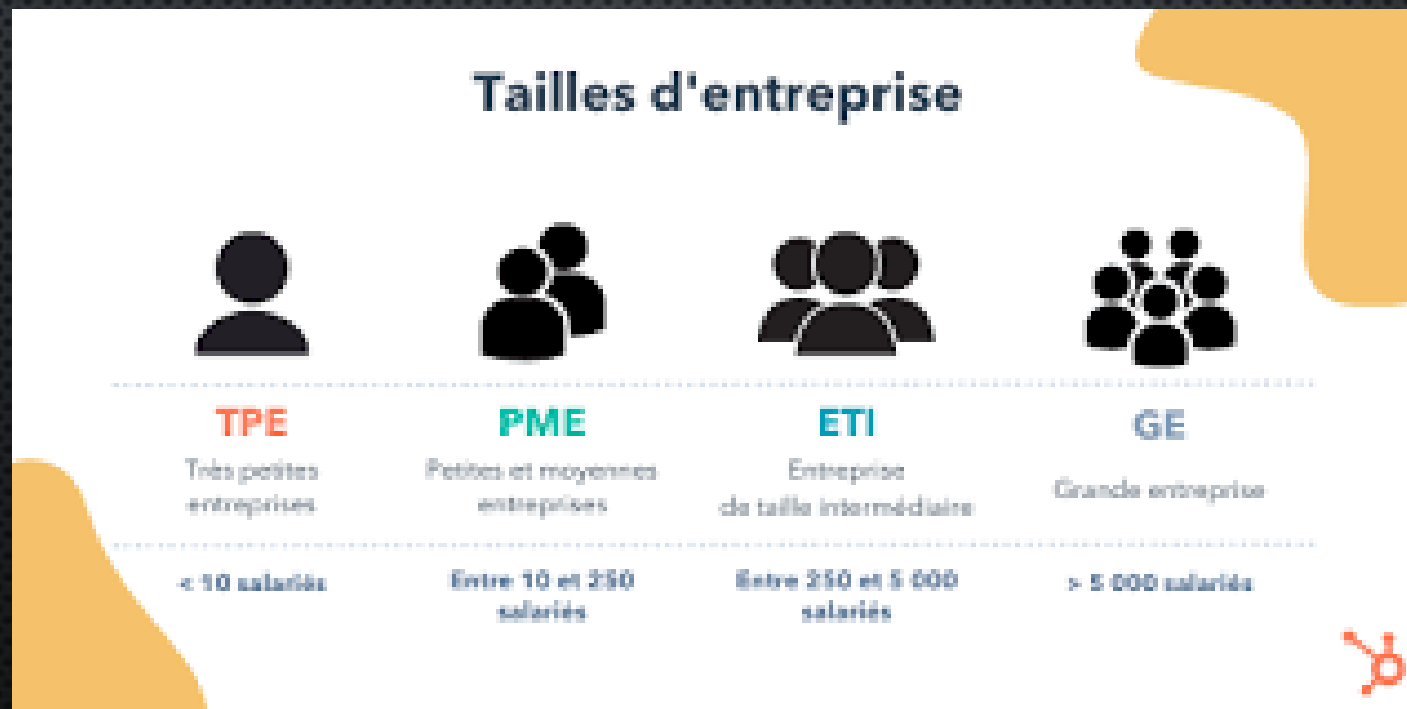 Tailles d'entreprise
TPE
PME
ETI
GE
Très petites
entreprises
Petites et moyennes
entreprises
Entreprise
de taille intermédiaire
Grande entreprise
< 10 salariés
Entre 10 et 250
salariés
Entre 250 et 5 000
salariés
> 5 000 salariés